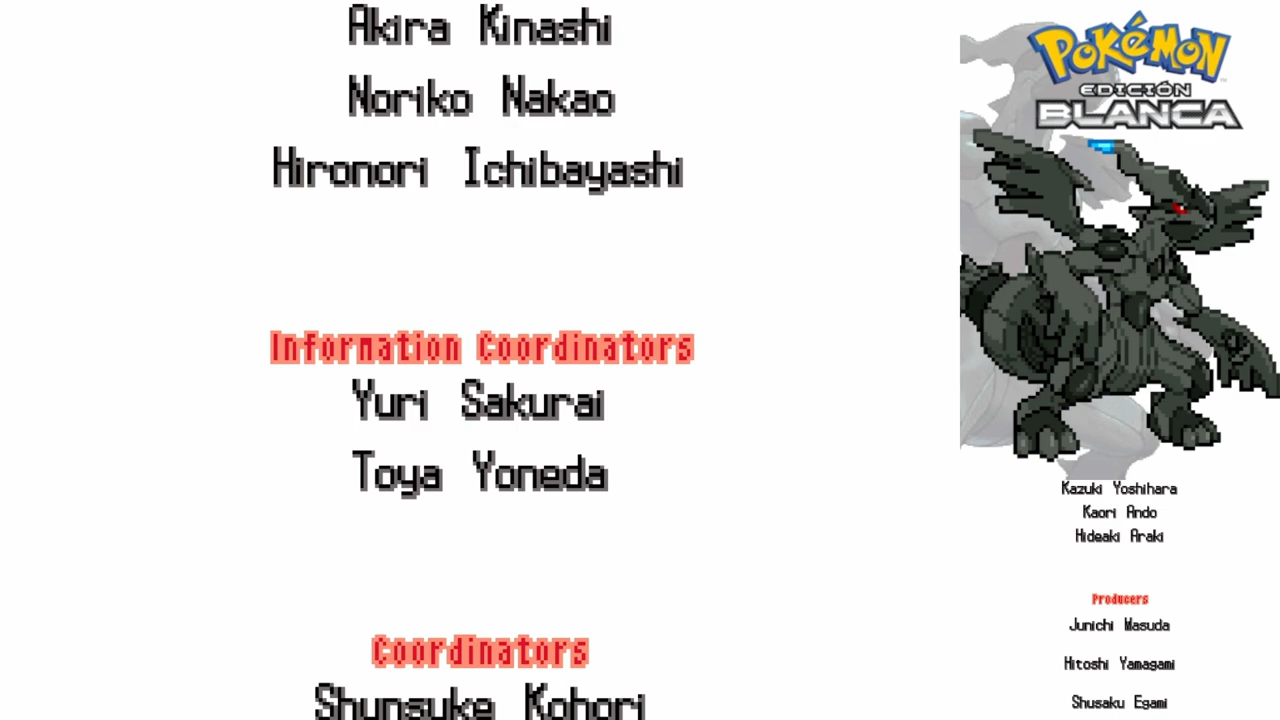 Akira Kinashi
Noriko Nakao
Hironori Ichibayashi
Information Coordinators
Yuri Sakurai
Toya Yoneda
Coordinators
Shunsuke Kohori
POKéMON
EDICIÓN
BLANCA
Kazuki Yoshihara
Kaori Ando
Hideaki Araki
Producers
Junichi Masuda
Hitoshi Yamagami
Shusaku Egami